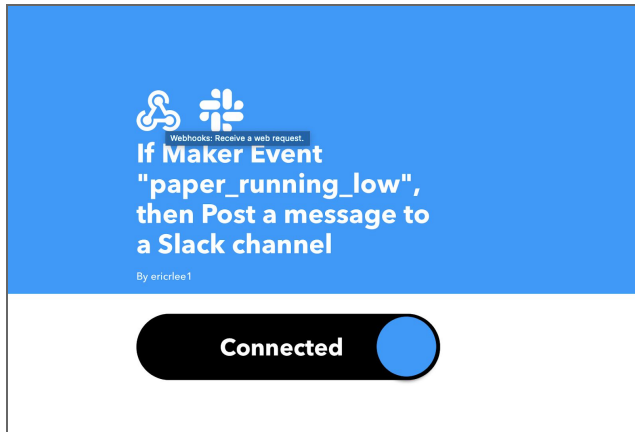 Webhooks: Receive a web request.
If Maker Event
"paper_running_low",
then Post a message to
a Slack channel
By ericrlee1
Connected